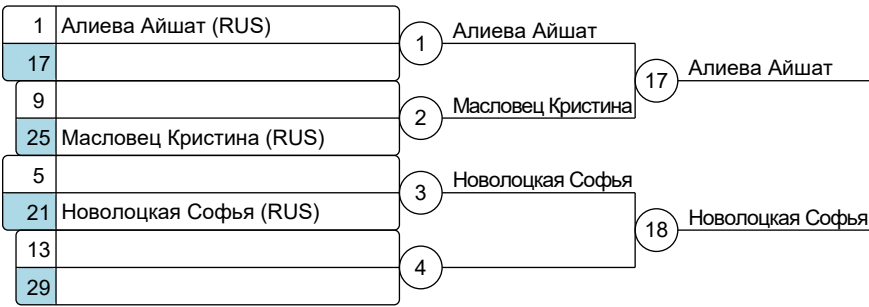 1 Алиева Айшат (RUS)
17
9
25 Масловец Кристина (RUS)
5
21 Новолоцкая Софья (RUS)
13
29
1 Алиева Айшат
2 Масловец Кристина
3 Новолоцкая Софья
4
17 Алиева Айшат
18 Новолоцкая Софья